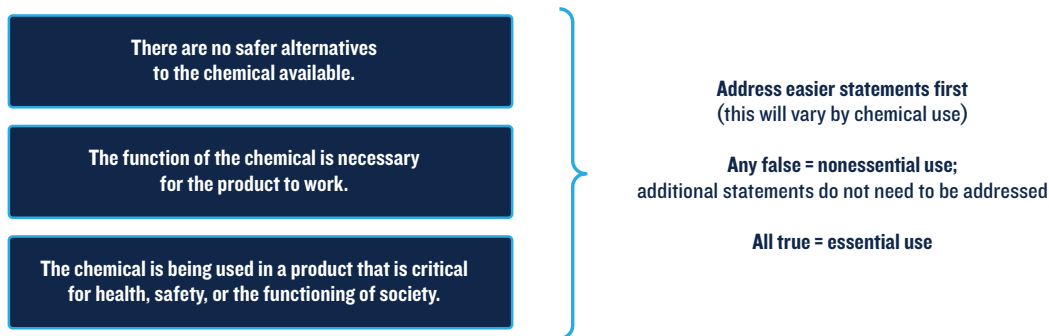 There are no safer alternatives
to the chemical available.
The function of the chemical is necessary
for the product to work.
The chemical is being used in a product that is critical
for health, safety, or the functioning of society.
Address easier statements first
(this will vary by chemical use)
Any false = nonessential use;
additional statements do not need to be addressed
All true = essential use